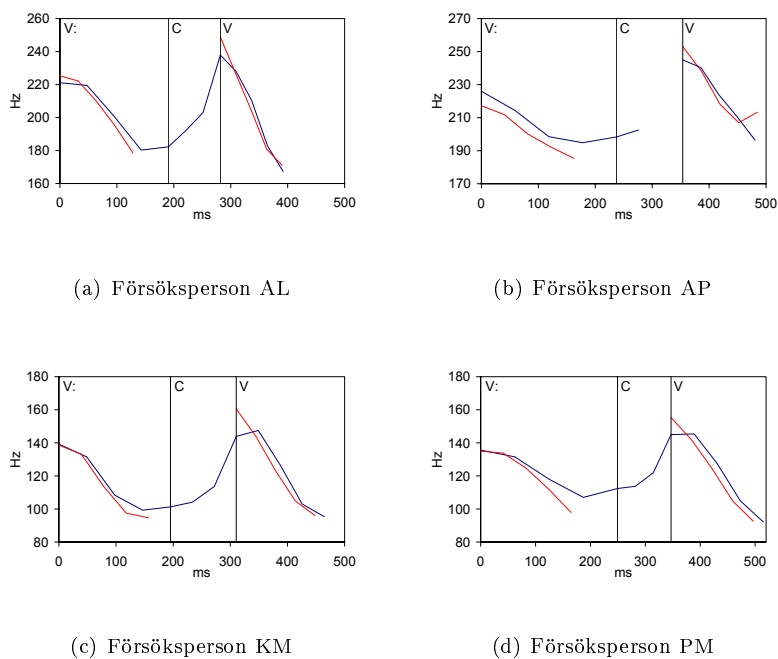 260
240
220
200
180
160
Hz
V:
C
V
0
100
200
300
400
500
ms
(a) Försöksperson AL
270
250
230
210
190
170
Hz
V:
C
V
0
100
200
300
400
500
ms
(b) Försöksperson AP
180
160
140
120
100
80
Hz
V:
C
V
0
100
200
300
400
500
ms
(c) Försöksperson KM
180
160
140
120
100
80
Hz
V:
C
V
0
100
200
300
400
500
ms
(d) Försöksperson PM